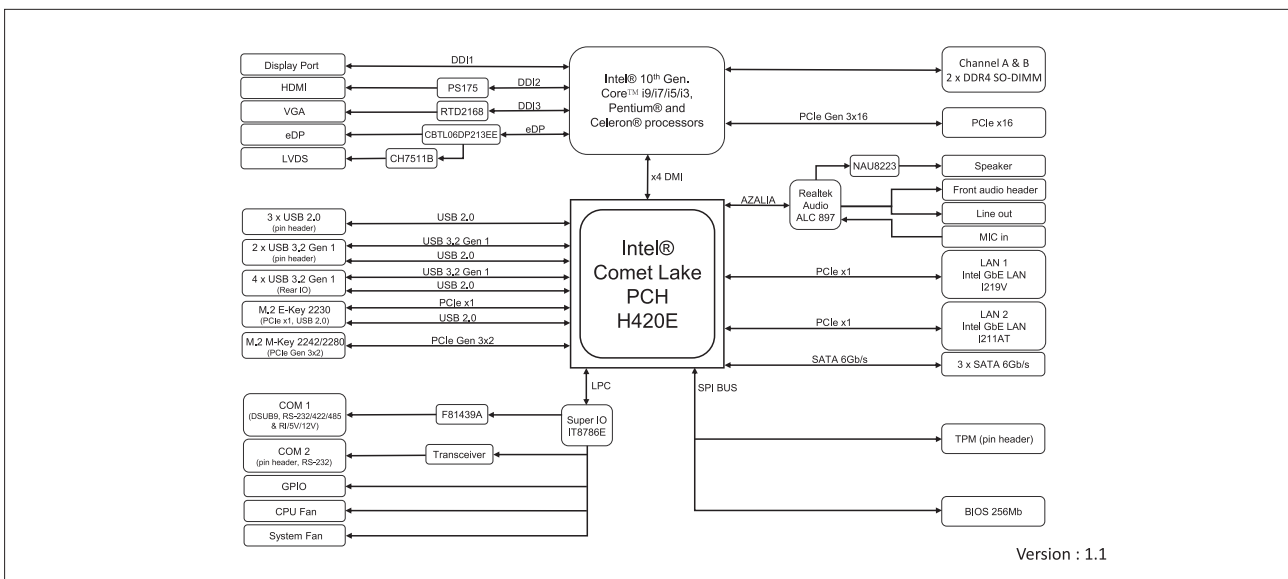 Display Port
DDI1
HDMI
PS175
DDI2
VGA
RTD2168
DDI3
eDP
CBTL06DP213EE
eDP
LVDS
CH7511B
Intel® 10th Gen.
Core™ i9/i7/i5/i3,
Pentium® and
Celeron® processors
Channel A & B
2 x DDR4 SO-DIMM
PCIe Gen 3x16
PCIe x16
x4 DMI
NAU8223
Speaker
AZALIA
Realtek
Audio
ALC 897
Front audio header
Line out
MIC in
3 x USB 2.0
(pin header)
USB 2.0
2 x USB 3.2 Gen 1
(pin header)
USB 3.2 Gen 1
USB 2.0
4 x USB 3.2 Gen 1
(Rear IO)
USB 3.2 Gen 1
USB 2.0
M.2 E-Key 2230
(PCIe x1, USB 2.0)
PCIe x1
USB 2.0
M.2 M-Key 2242/2280
(PCIe Gen 3x2)
PCIe Gen 3x2
Intel®
Comet Lake
PCH
H420E
PCIe x1
LAN 1
Intel GbE LAN
I219V
PCIe x1
LAN 2
Intel GbE LAN
I211AT
SATA 6Gb/s
3 x SATA 6Gb/s
LPC
SPI BUS
COM 1
(DSUB9, RS-232/422/485
& RI/5V/12V)
F81439A
Super IO
IT8786E
COM 2
(pin header, RS-232)
Transceiver
GPIO
CPU Fan
System Fan
TPM (pin header)
BIOS 256Mb
Version : 1.1